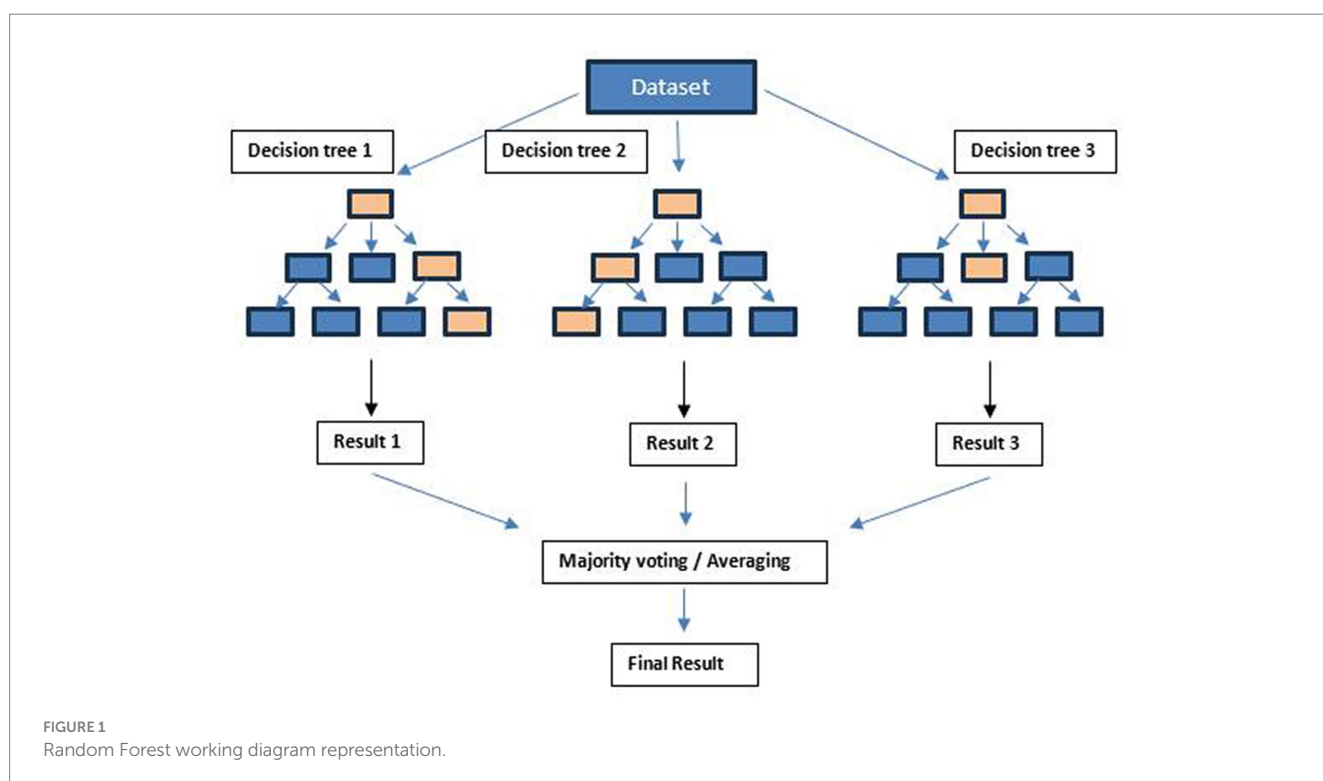 Dataset
Decision tree 1
Decision tree 2
Decision tree 3
Result 1
Result 2
Result 3
Majority voting / Averaging
Final Result
FIGURE 1
Random Forest working diagram representation.